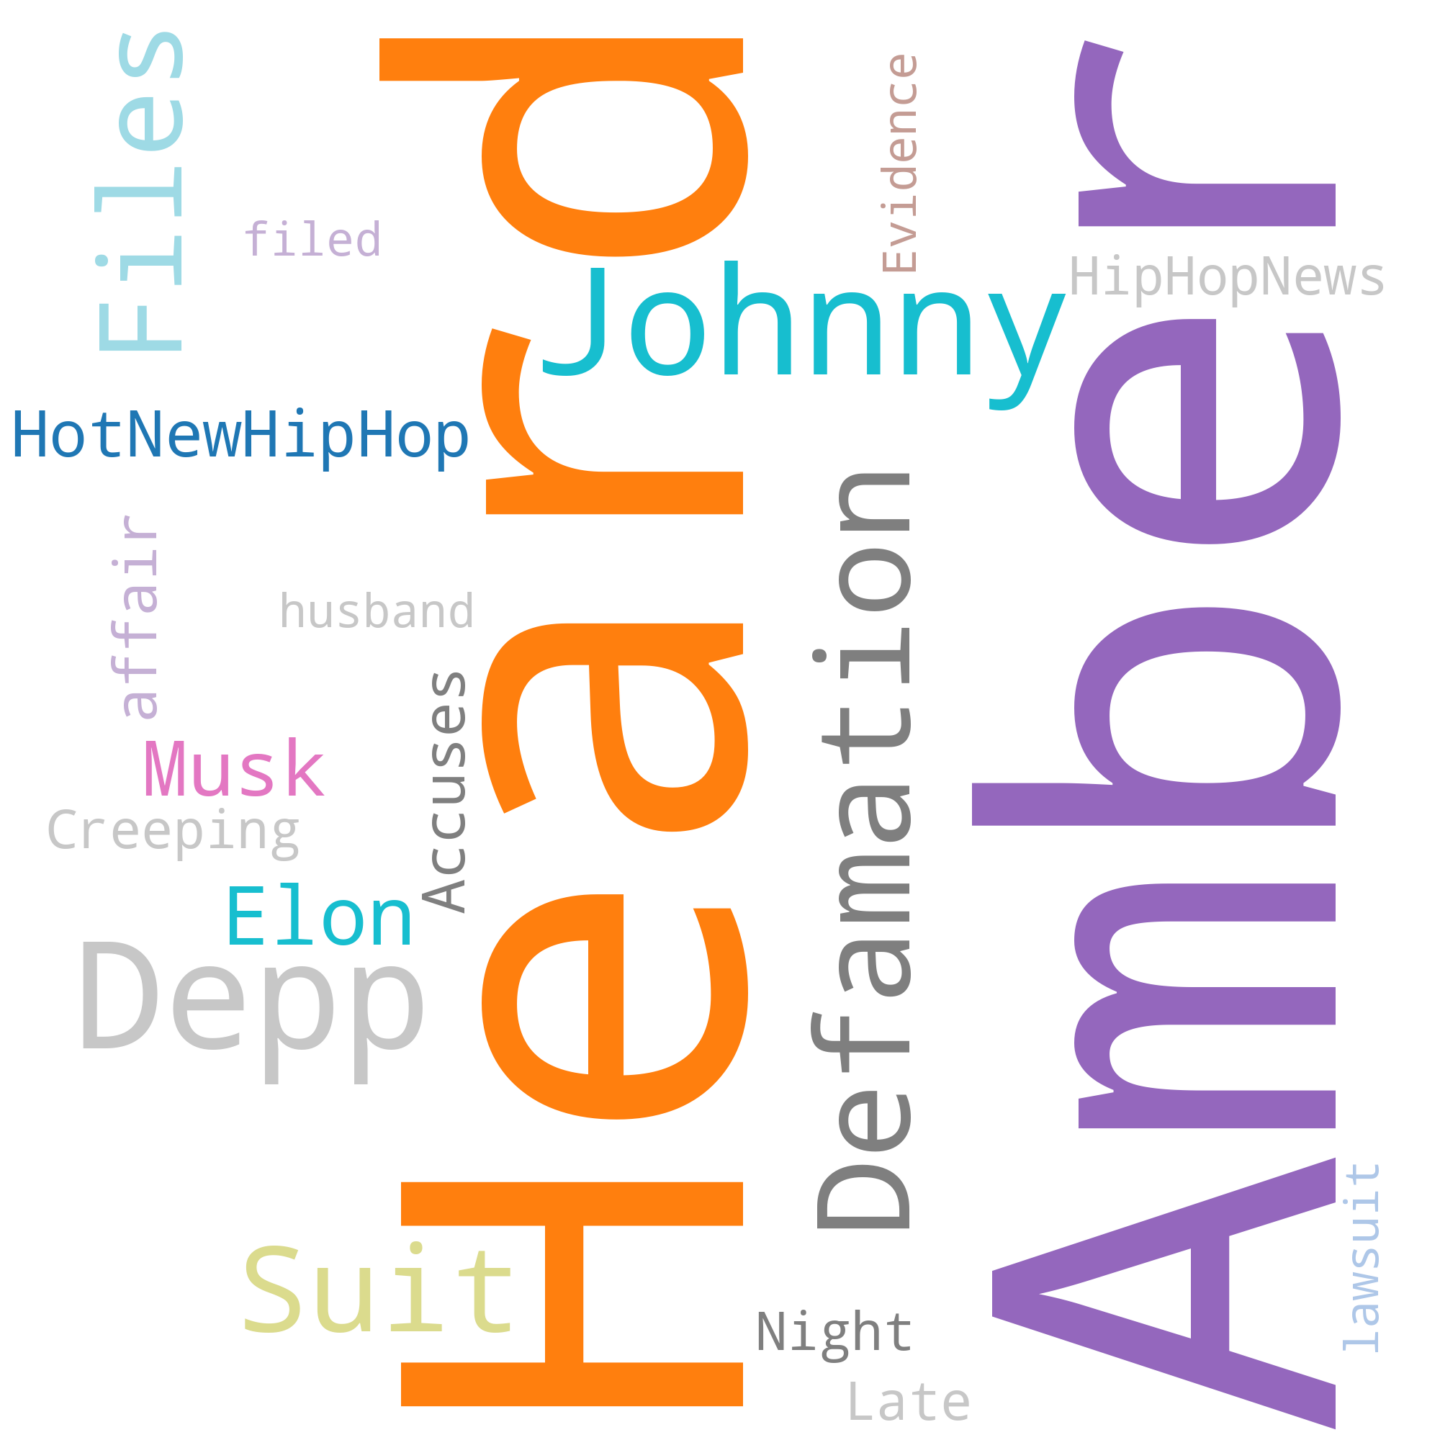 Files
filed
HotNewHipHop
affair
husband
Musk
Creeping
Accuses
Elon
Depp
Suit
Heard
Johnny
Evidence
Defamation
Night
Late
Amber
HipHopNews
lawsuit